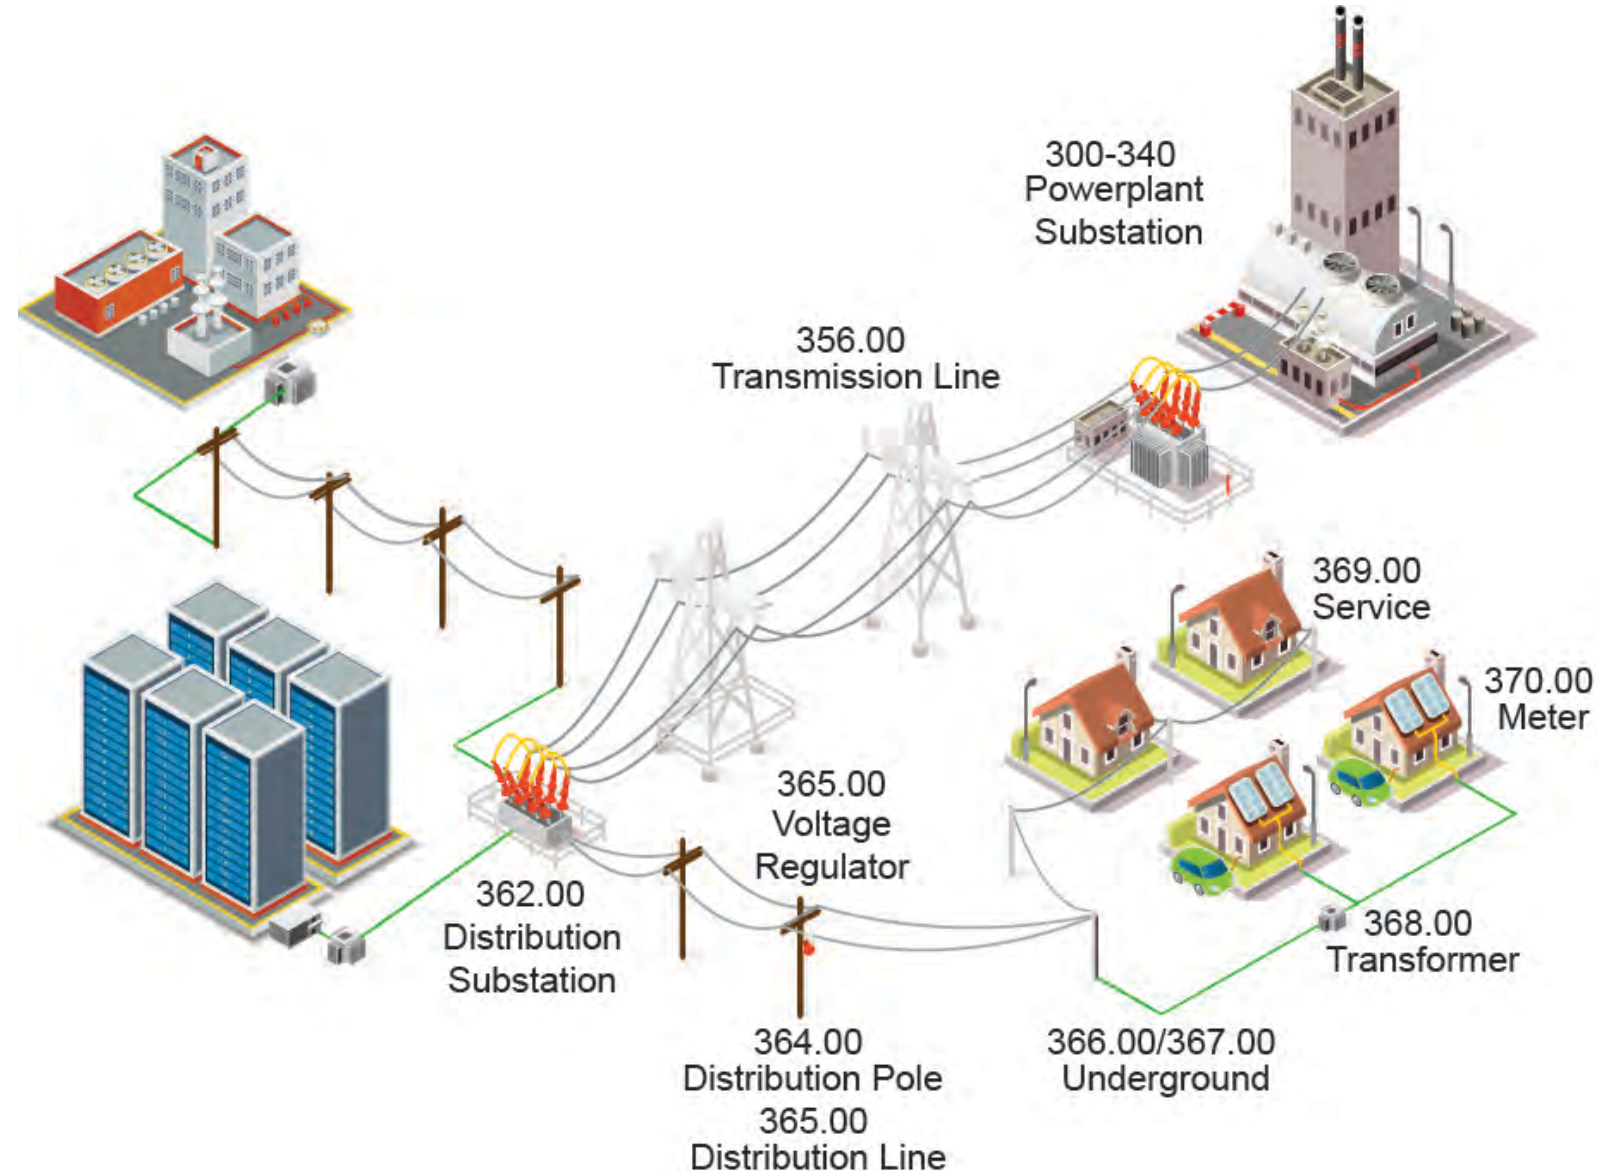 300-340
Powerplant
Substation
356.00
Transmission Line
369.00
Service
370.00
Meter
365.00
Voltage
Regulator
362.00
Distribution
Substation
368.00
Transformer
364.00
Distribution Pole
365.00
Distribution Line
366.00/367.00
Underground